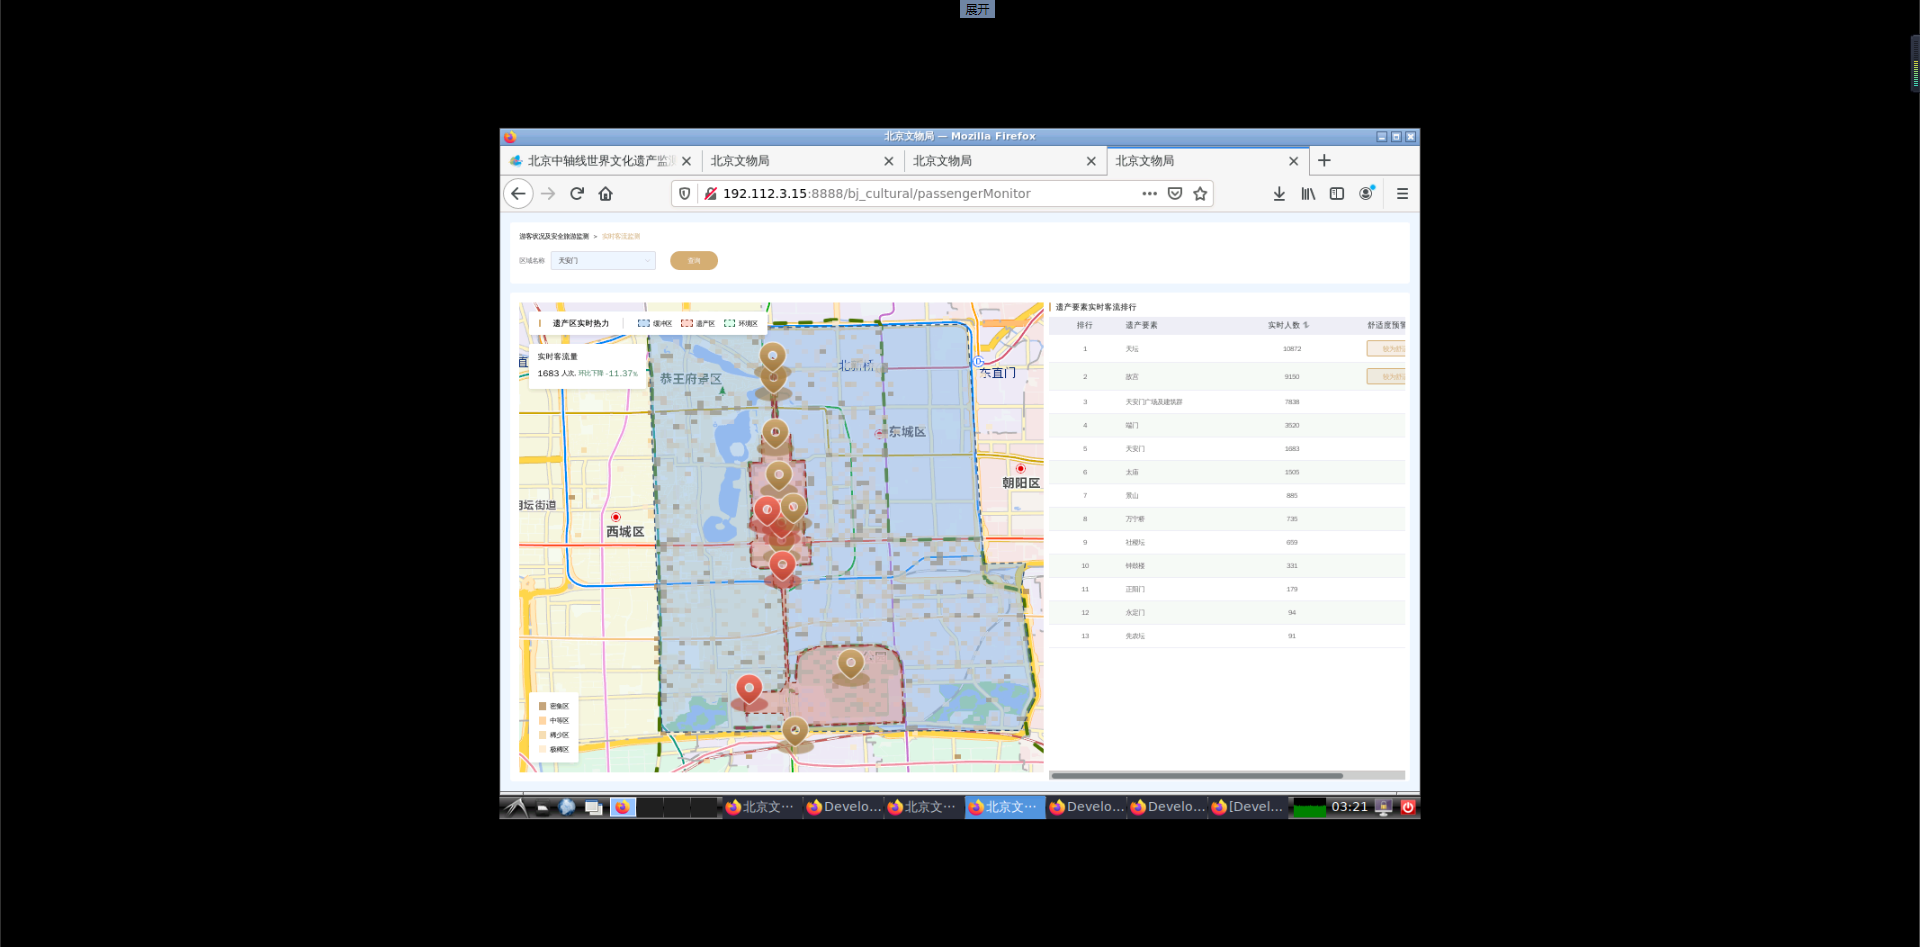 展开
北京文物局 — Mozilla Firefox
北京中轴线世界文化遗产监测
北京文物局
北京文物局
北京文物局
192.112.3.15:8888/bj_cultural/passengerMonitor
游客状况及安全旅游监测 > 实时客流监测
区域名称 天安门 查询
遗产区实时热力 缓冲区 遗产区 环境区
实时客流量
1683 人次, 环比下降 -11.37%
恭王府景区
北新桥
东直门
东城区
朝阳区
月坛街道
西城区
密集区
中等区
稀少区
极稀区
遗产要素实时客流排行
排行 遗产要素 实时人数 舒适度预警
1 天坛 10872 较为舒适
2 故宫 9150 较为舒适
3 天安门广场及建筑群 7838
4 端门 3520
5 天安门 1683
6 太庙 1505
7 景山 885
8 万宁桥 735
9 社稷坛 659
10 钟鼓楼 331
11 正阳门 179
12 永定门 94
13 先农坛 91
北京文… Develo… 北京文… 北京文… Develo… Develo… [Devel… 03:21